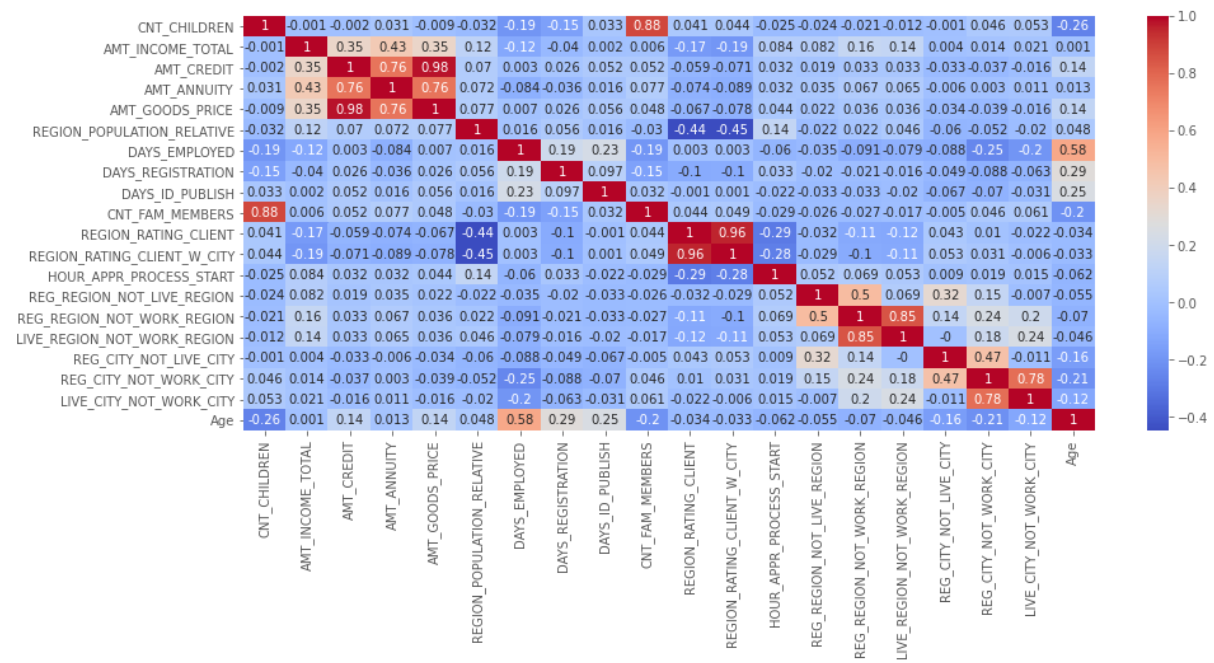 CNT_CHILDREN 1 -0.001 -0.002 0.031 -0.009 -0.032 -0.19 -0.15 0.033 0.88 0.041 0.044 -0.025 -0.024 -0.021 -0.012 -0.001 0.046 0.053 -0.26
AMT_INCOME_TOTAL -0.001 1 0.35 0.43 0.35 0.12 -0.12 -0.04 0.002 0.006 -0.17 -0.19 0.084 0.082 0.16 0.14 0.004 0.014 0.021 0.001
AMT_CREDIT -0.002 0.35 1 0.76 0.98 0.07 0.003 0.026 0.052 0.052 -0.059 -0.071 0.032 0.019 0.033 0.033 -0.033 -0.037 -0.016 0.14
AMT_ANNUITY 0.031 0.43 0.76 1 0.76 0.072 -0.084 -0.036 0.016 0.077 -0.074 -0.089 0.032 0.035 0.067 0.065 -0.006 0.003 0.011 0.013
AMT_GOODS_PRICE -0.009 0.35 0.98 0.76 1 0.077 0.007 0.026 0.056 0.048 -0.067 -0.078 0.044 0.022 0.036 0.036 -0.034 -0.039 -0.016 0.14
REGION_POPULATION_RELATIVE -0.032 0.12 0.07 0.072 0.077 1 0.016 0.056 0.016 -0.03 -0.44 -0.45 0.14 -0.022 0.022 0.046 -0.06 -0.052 -0.02 0.048
DAYS_EMPLOYED -0.19 -0.12 0.003 -0.084 0.007 0.016 1 0.19 0.23 -0.19 0.003 0.003 -0.06 -0.035 -0.091 -0.079 -0.088 -0.25 -0.2 0.58
DAYS_REGISTRATION -0.15 -0.04 0.026 -0.036 0.026 0.056 0.19 1 0.097 -0.15 -0.1 -0.1 0.033 -0.02 -0.021 -0.016 -0.049 -0.088 -0.063 0.29
DAYS_ID_PUBLISH 0.033 0.002 0.052 0.016 0.056 0.016 0.23 0.097 1 0.032 -0.001 0.001 -0.022 -0.033 -0.033 -0.02 -0.067 -0.07 -0.031 0.25
CNT_FAM_MEMBERS 0.88 0.006 0.052 0.077 0.048 -0.03 -0.19 -0.15 0.032 1 0.044 0.049 -0.029 -0.026 -0.027 -0.017 -0.005 0.046 0.061 -0.2
REGION_RATING_CLIENT 0.041 -0.17 -0.059 -0.074 -0.067 -0.44 0.003 -0.1 -0.001 0.044 1 0.96 -0.29 -0.032 -0.11 -0.12 0.043 0.01 -0.022 -0.034
REGION_RATING_CLIENT_W_CITY 0.044 -0.19 -0.071 -0.089 -0.078 -0.45 0.003 -0.1 0.001 0.049 0.96 1 -0.28 -0.029 -0.1 -0.11 0.053 0.031 -0.006 -0.033
HOUR_APPR_PROCESS_START -0.025 0.084 0.032 0.032 0.044 0.14 -0.06 0.033 -0.022 -0.029 -0.29 -0.28 1 0.052 0.069 0.053 0.009 0.019 0.015 -0.062
REG_REGION_NOT_LIVE_REGION -0.024 0.082 0.019 0.035 0.022 -0.022 -0.035 -0.02 -0.033 -0.026 -0.032 -0.029 0.052 1 0.5 0.069 0.32 0.15 -0.007 -0.055
REG_REGION_NOT_WORK_REGION -0.021 0.16 0.033 0.067 0.036 0.022 -0.091 -0.021 -0.033 -0.027 -0.11 -0.1 0.069 0.5 1 0.85 0.14 0.24 0.2 -0.07
LIVE_REGION_NOT_WORK_REGION -0.012 0.14 0.033 0.065 0.036 0.046 -0.079 -0.016 -0.02 -0.017 -0.12 -0.11 0.053 0.069 0.85 1 -0 0.18 0.24 -0.046
REG_CITY_NOT_LIVE_CITY -0.001 0.004 -0.033 -0.006 -0.034 -0.06 -0.088 -0.049 -0.067 -0.005 0.043 0.053 0.009 0.32 0.14 -0 1 0.47 -0.011 -0.16
REG_CITY_NOT_WORK_CITY 0.046 0.014 -0.037 0.003 -0.039 -0.052 -0.25 -0.088 -0.07 0.046 0.01 0.031 0.019 0.15 0.24 0.18 0.47 1 0.78 -0.21
LIVE_CITY_NOT_WORK_CITY 0.053 0.021 -0.016 0.011 -0.016 -0.02 -0.2 -0.063 -0.031 0.061 -0.022 -0.006 0.015 -0.007 0.2 0.24 -0.011 0.78 1 -0.12
Age -0.26 0.001 0.14 0.013 0.14 0.048 0.58 0.29 0.25 -0.2 -0.034 -0.033 -0.062 -0.055 -0.07 -0.046 -0.16 -0.21 -0.12 1
CNT_CHILDREN
AMT_INCOME_TOTAL
AMT_CREDIT
AMT_ANNUITY
AMT_GOODS_PRICE
REGION_POPULATION_RELATIVE
DAYS_EMPLOYED
DAYS_REGISTRATION
DAYS_ID_PUBLISH
CNT_FAM_MEMBERS
REGION_RATING_CLIENT
REGION_RATING_CLIENT_W_CITY
HOUR_APPR_PROCESS_START
REG_REGION_NOT_LIVE_REGION
REG_REGION_NOT_WORK_REGION
LIVE_REGION_NOT_WORK_REGION
REG_CITY_NOT_LIVE_CITY
REG_CITY_NOT_WORK_CITY
LIVE_CITY_NOT_WORK_CITY
Age
1.0
0.8
0.6
0.4
0.2
0.0
−0.2
−0.4